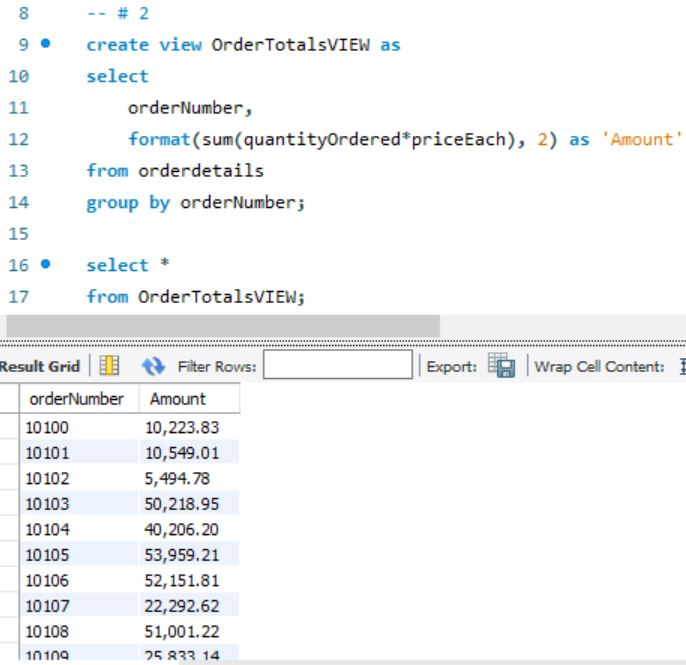 8 -- # 2
9 create view OrderTotalsVIEW as
10 select
11 orderNumber,
12 format(sum(quantityOrdered*priceEach), 2) as 'Amount'
13 from orderdetails
14 group by orderNumber;
15
16 select *
17 from OrderTotalsVIEW;
Result Grid Filter Rows: Export: Wrap Cell Content:
orderNumber Amount
10100 10,223.83
10101 10,549.01
10102 5,494.78
10103 50,218.95
10104 40,206.20
10105 53,959.21
10106 52,151.81
10107 22,292.62
10108 51,001.22
10109 25,833.14